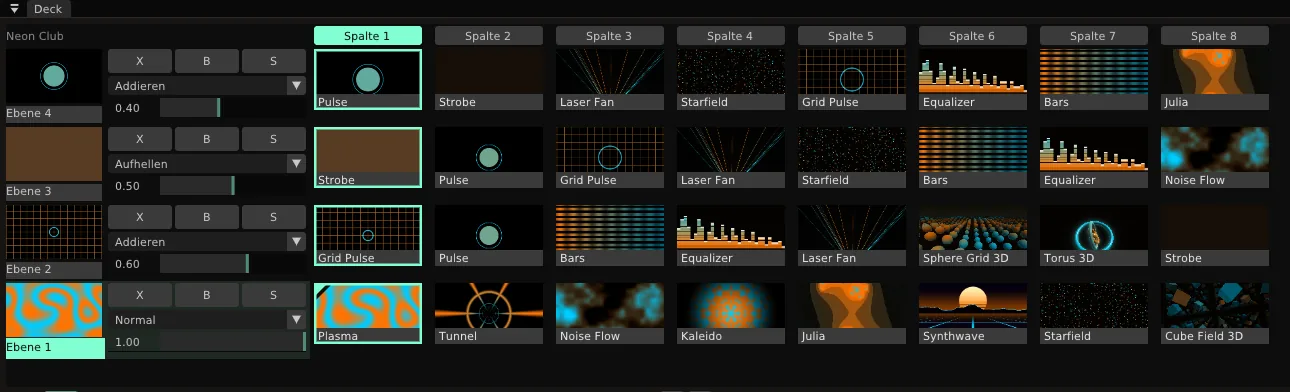 Deck
Neon Club
Spalte 1 Spalte 2 Spalte 3 Spalte 4 Spalte 5 Spalte 6 Spalte 7 Spalte 8
X B S
Addieren
0.40
Ebene 4
Pulse Strobe Laser Fan Starfield Grid Pulse Equalizer Bars Julia
X B S
Aufhellen
0.50
Ebene 3
Strobe Pulse Grid Pulse Laser Fan Starfield Bars Equalizer Noise Flow
X B S
Addieren
0.60
Ebene 2
Grid Pulse Pulse Bars Equalizer Laser Fan Sphere Grid 3D Torus 3D Strobe
X B S
Normal
1.00
Ebene 1
Plasma Tunnel Noise Flow Kaleido Julia Synthwave Starfield Cube Field 3D